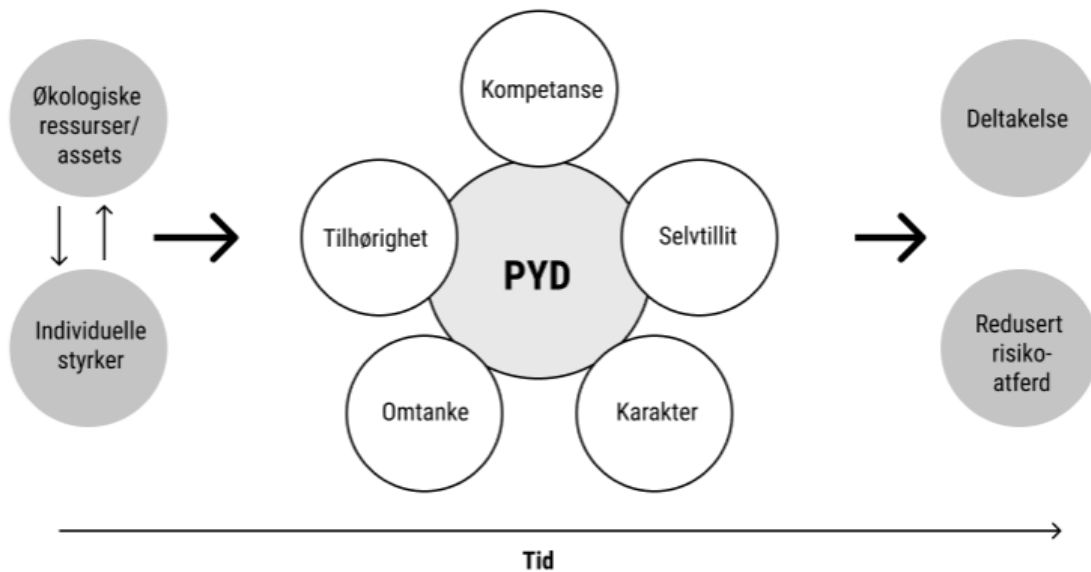 Økologiske
ressurser/
assets
Individuelle
styrker
Kompetanse
Tilhørighet
Selvtillit
PYD
Omtanke
Karakter
Deltakelse
Redusert
risiko-
atferd
Tid